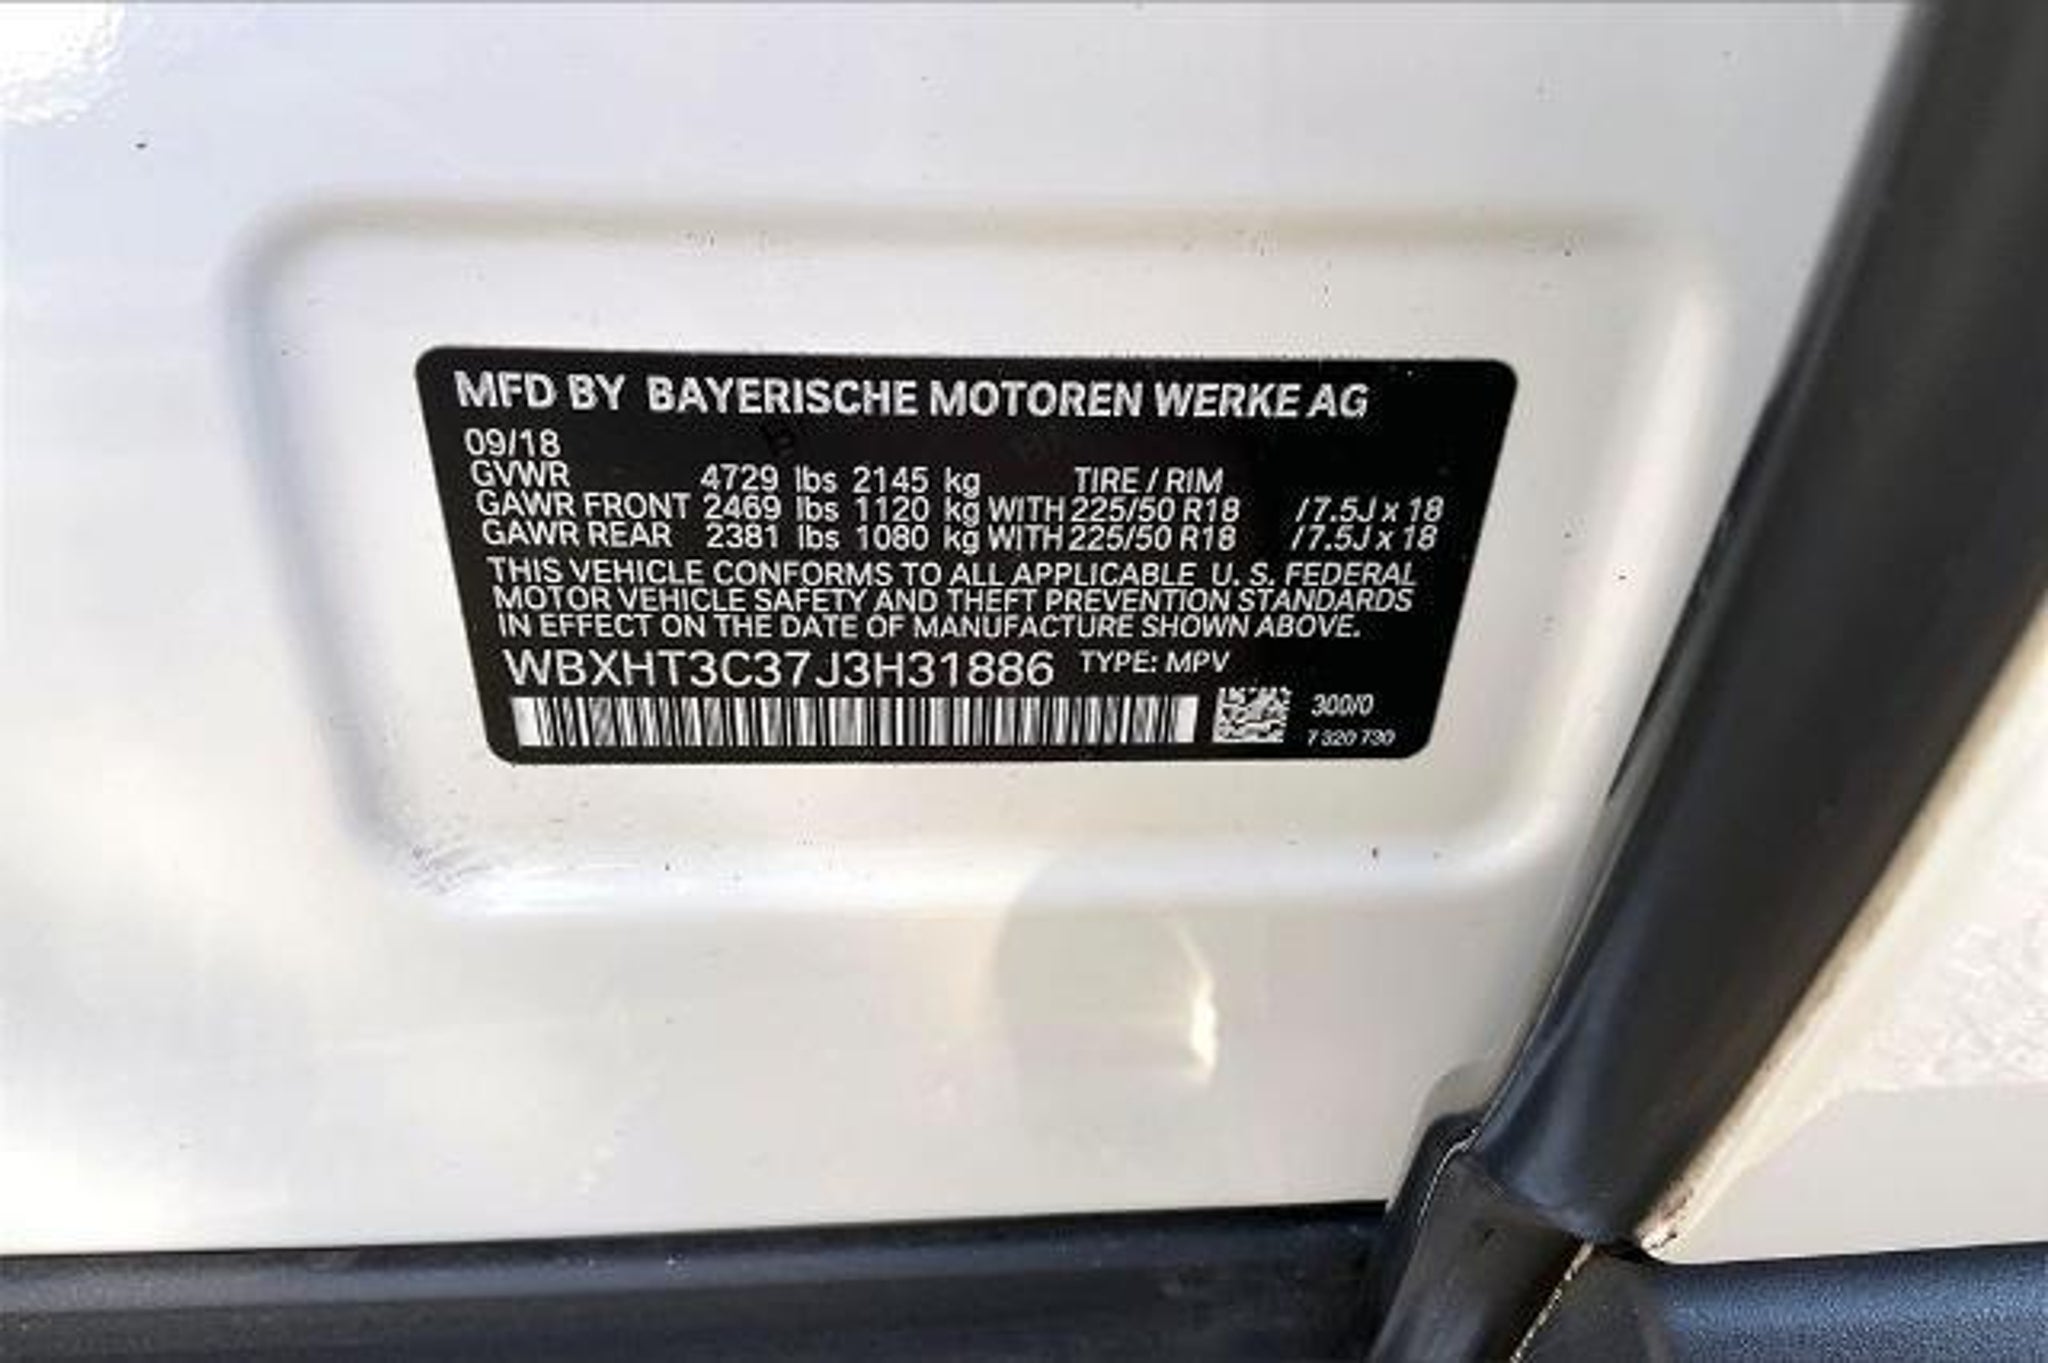 MFD BY BAYERISCHE MOTOREN WERKE AG
09/18
GVWR 4729 lbs 2145 kg TIRE / RIM
GAWR FRONT 2469 lbs 1120 kg WITH 225/50 R18 / 7.5J x 18
GAWR REAR 2381 lbs 1080 kg WITH 225/50 R18 / 7.5J x 18
THIS VEHICLE CONFORMS TO ALL APPLICABLE U. S. FEDERAL
MOTOR VEHICLE SAFETY AND THEFT PREVENTION STANDARDS
IN EFFECT ON THE DATE OF MANUFACTURE SHOWN ABOVE.
WBXHT3C37J3H31886 TYPE: MPV
300/0
7 320 730